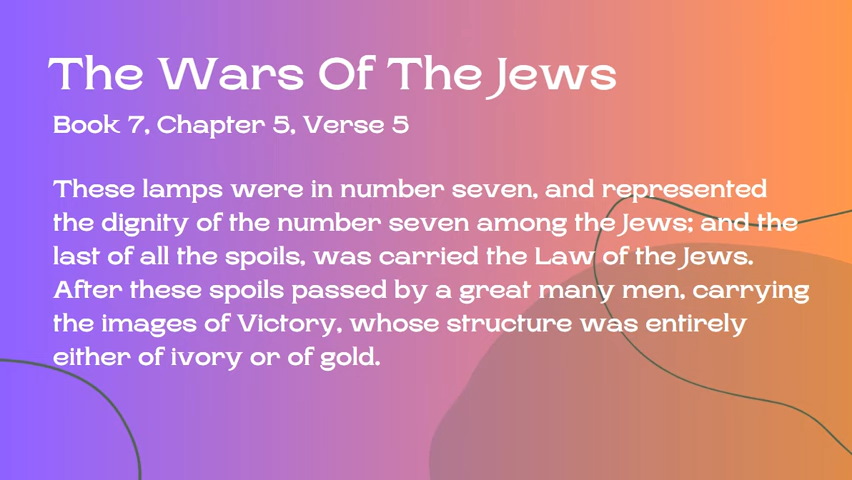 The Wars Of The Jews
Book 7, Chapter 5, Verse 5
These lamps were in number seven, and represented
the dignity of the number seven among the Jews; and the
last of all the spoils, was carried the Law of the Jews.
After these spoils passed by a great many men, carrying
the images of Victory, whose structure was entirely
either of ivory or of gold.